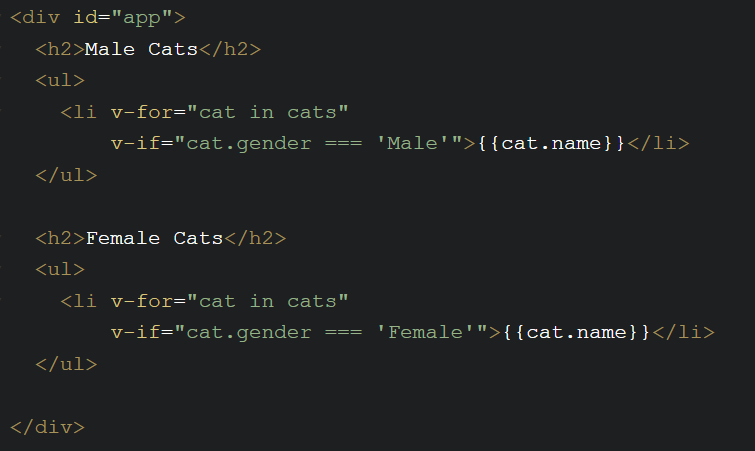 <div id="app">
<h2>Male Cats</h2>
<ul>
<li v-for="cat in cats"
v-if="cat.gender === 'Male'">{{cat.name}}</li>
</ul>
<h2>Female Cats</h2>
<ul>
<li v-for="cat in cats"
v-if="cat.gender === 'Female'">{{cat.name}}</li>
</ul>
</div>